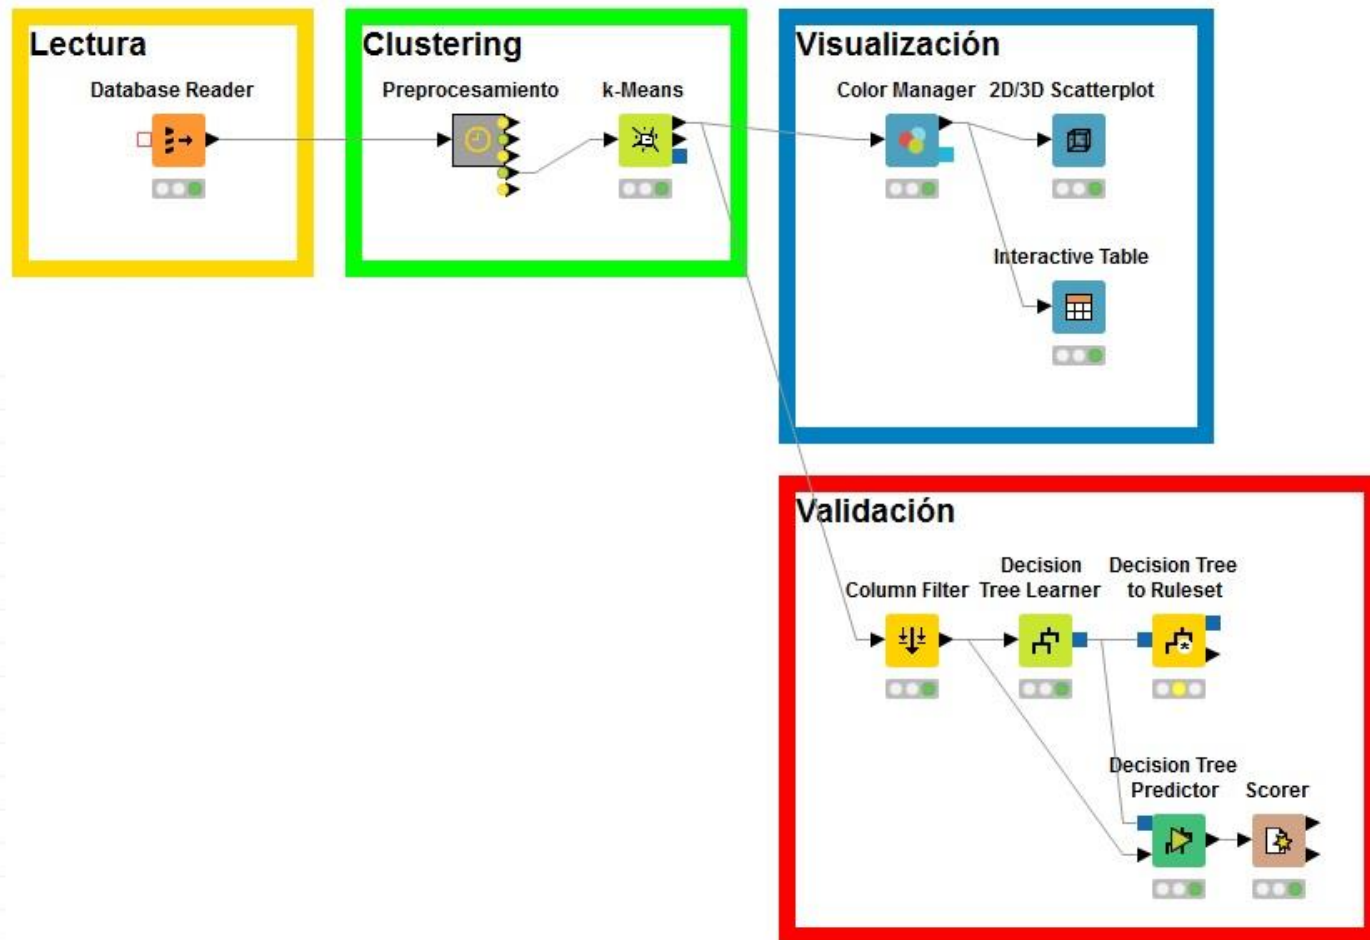 Lectura
Database Reader
Clustering
Preprocesamiento
k-Means
Visualización
Color Manager
2D/3D Scatterplot
Interactive Table
Validación
Column Filter
Decision
Tree Learner
Decision Tree
to Ruleset
Decision Tree
Predictor
Scorer